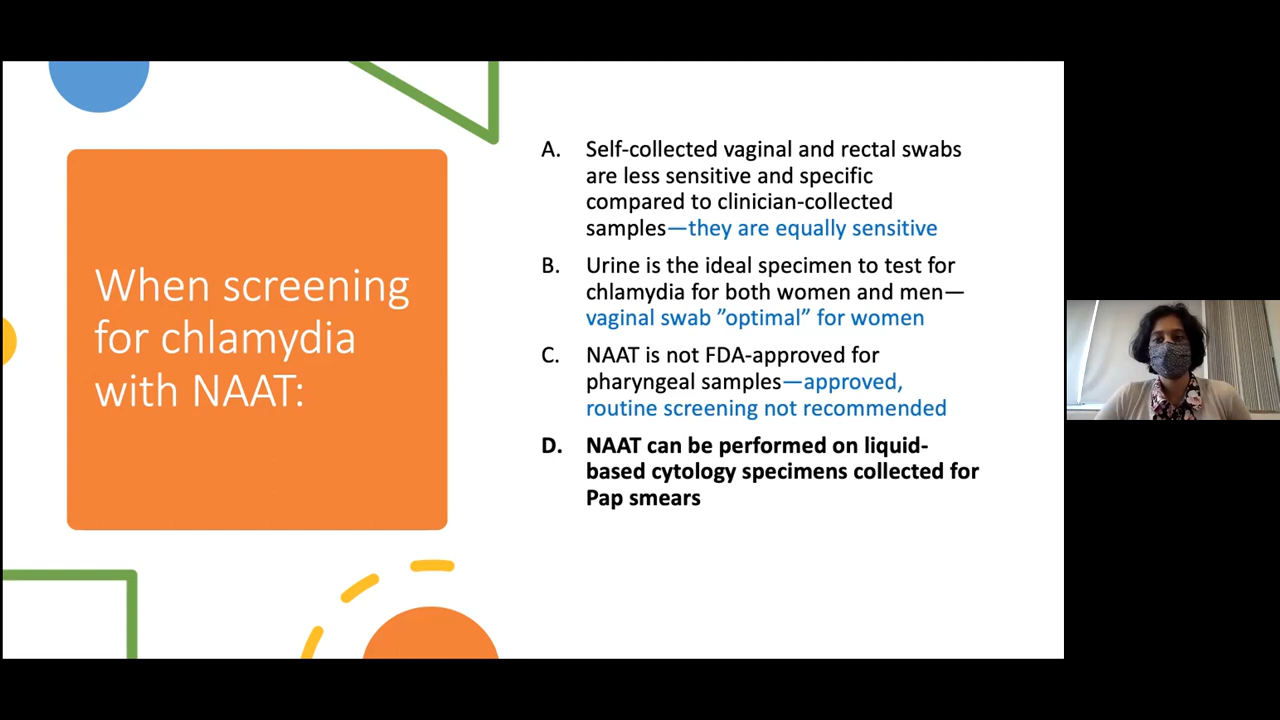 When screening
for chlamydia
with NAAT:
A. Self-collected vaginal and rectal swabs
are less sensitive and specific
compared to clinician-collected
samples—they are equally sensitive
B. Urine is the ideal specimen to test for
chlamydia for both women and men—
vaginal swab ”optimal” for women
C. NAAT is not FDA-approved for
pharyngeal samples—approved,
routine screening not recommended
D. NAAT can be performed on liquid-
based cytology specimens collected for
Pap smears